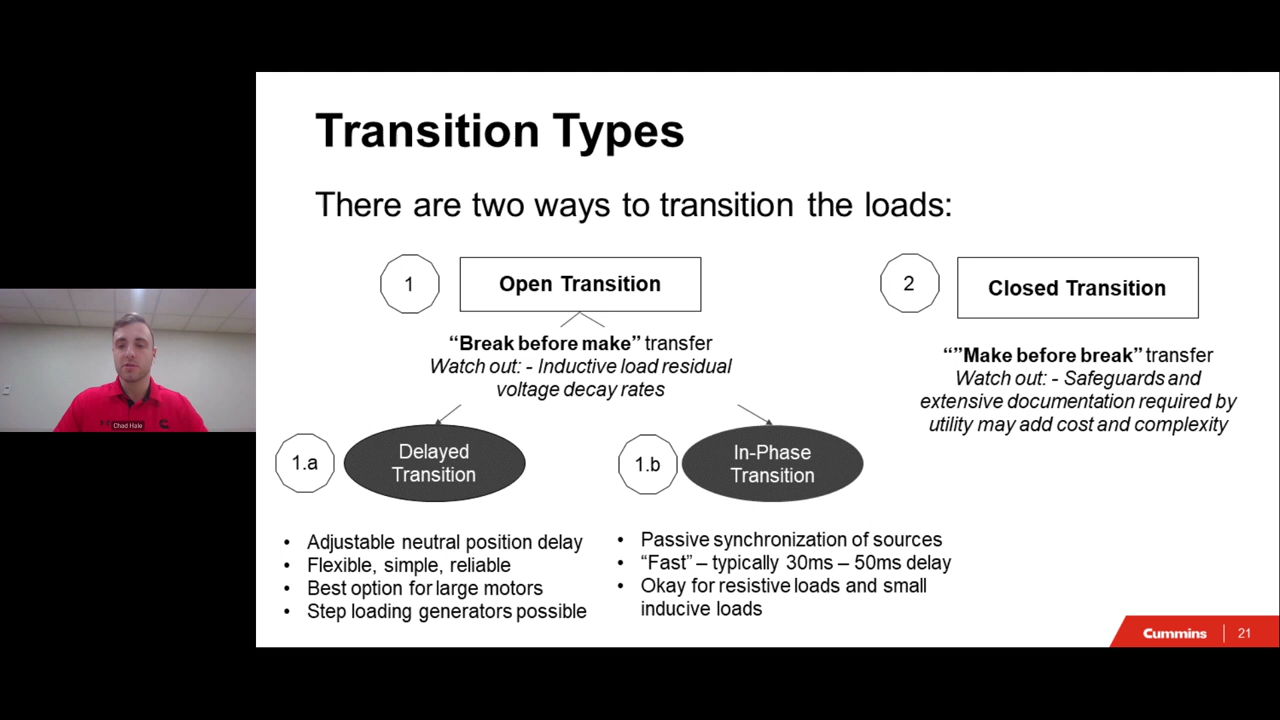 Transition Types
There are two ways to transition the loads:
1
Open Transition
2
Closed Transition
“Break before make” transfer
Watch out: - Inductive load residual
voltage decay rates
“”Make before break” transfer
Watch out: - Safeguards and
extensive documentation required by
utility may add cost and complexity
1.a
Delayed
Transition
1.b
In-Phase
Transition
• Adjustable neutral position delay
• Flexible, simple, reliable
• Best option for large motors
• Step loading generators possible
• Passive synchronization of sources
• “Fast” – typically 30ms – 50ms delay
• Okay for resistive loads and small
inducive loads
Chad Hale
Cummins
21